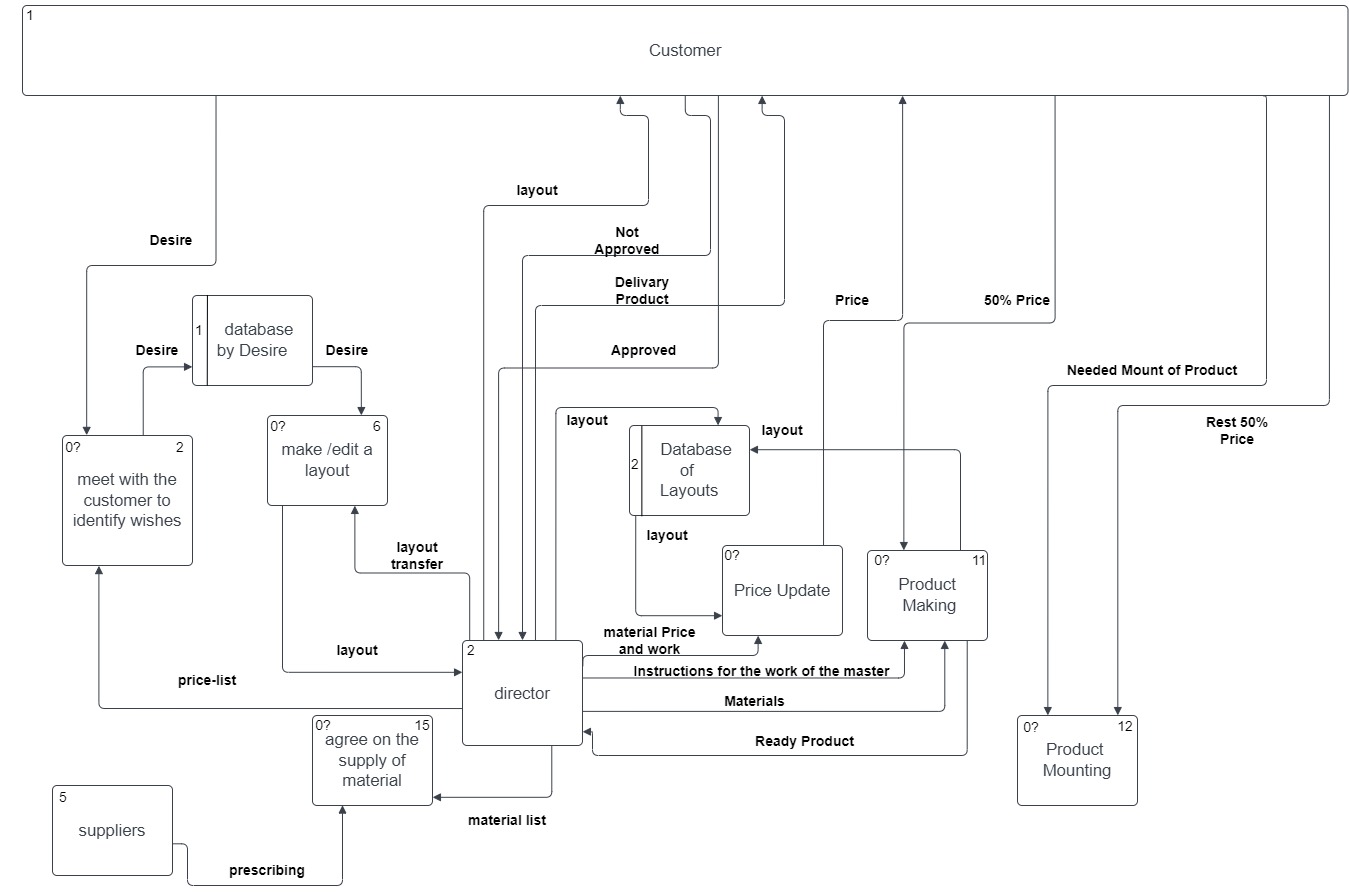 1
Customer
layout
Desire
Not
Approved
Delivary
Product
Price
50% Price
1
database
by Desire
Desire
Desire
Approved
Needed Mount of Product
Rest 50%
Price
0?
6
make /edit a
layout
layout
layout
0?
2
meet with the
customer to
identify wishes
2
Database
of
Layouts
layout
layout
transfer
0?
Price Update
0?
11
Product
Making
material Price
and work
layout
2
director
Instructions for the work of the master
price-list
Materials
0?
15
agree on the
supply of
material
Ready Product
0?
12
Product
Mounting
5
suppliers
material list
prescribing